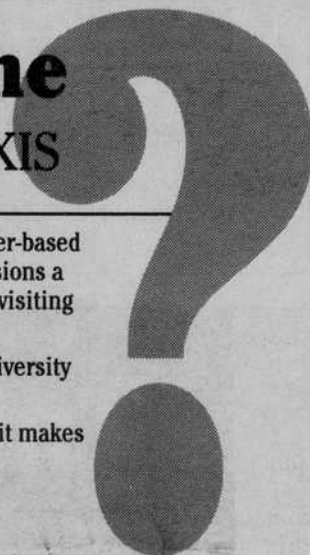 ne
XIS
er-based
sions a
visiting
iversity
it makes
?